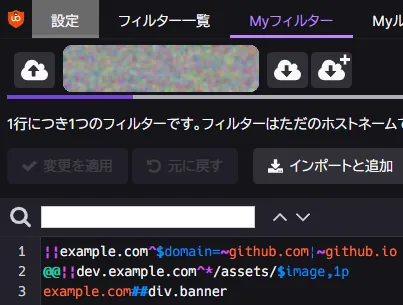 設定 フィルター一覧 Myフィルター Myル
1行につき1つのフィルターです。フィルターはただのホストネームで
変更を適用 元に戻す インポートと追加
1 ||example.com^$domain=~github.com|~github.io
2 @@||dev.example.com^*/assets/$image,1p
3 example.com##div.banner